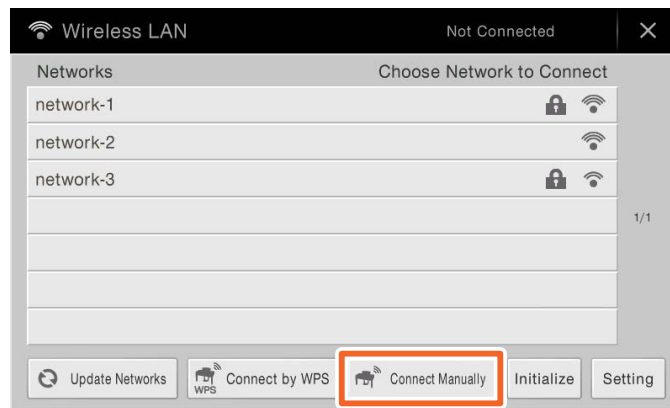 Wireless LAN Not Connected
Networks Choose Network to Connect
network-1
network-2
network-3
1/1
Update Networks WPS Connect by WPS Connect Manually Initialize Setting